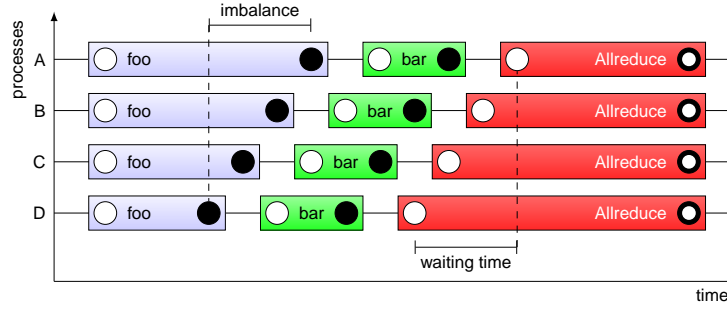 imbalance
processes
A foo bar Allreduce
B foo bar Allreduce
C foo bar Allreduce
D foo bar Allreduce
waiting time
time